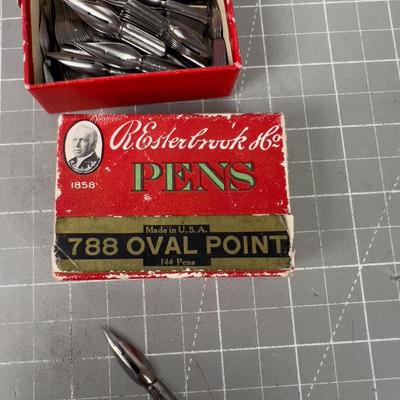 R. Esterbrook & Co
PENS
1858
Made in U.S.A.
788 OVAL POINT
144 Pens